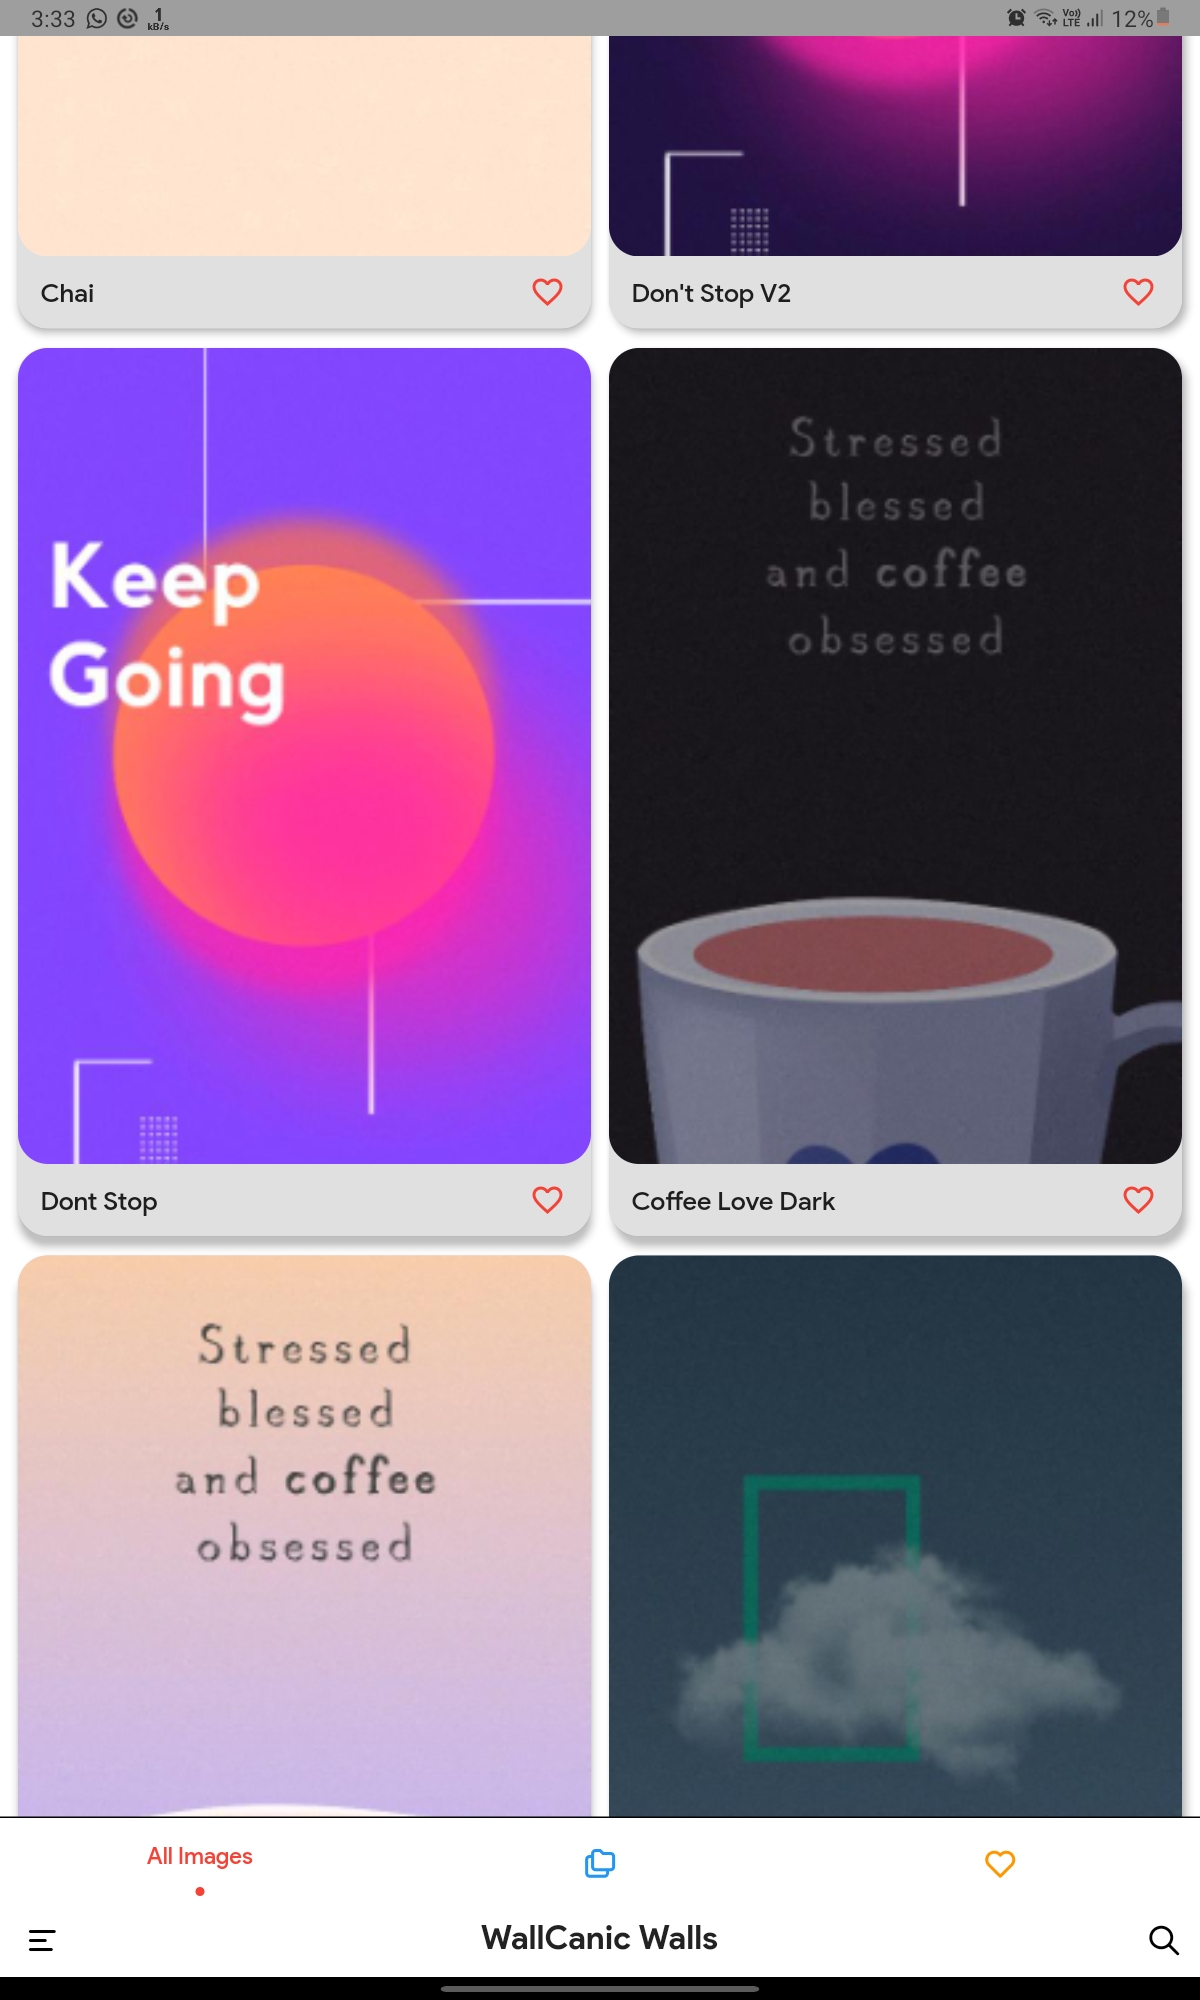 3:33
1
kB/s
Vo))
LTE
12%
Chai
Don't Stop V2
Keep
Going
Stressed
blessed
and coffee
obsessed
Dont Stop
Coffee Love Dark
Stressed
blessed
and coffee
obsessed
All Images
WallCanic Walls